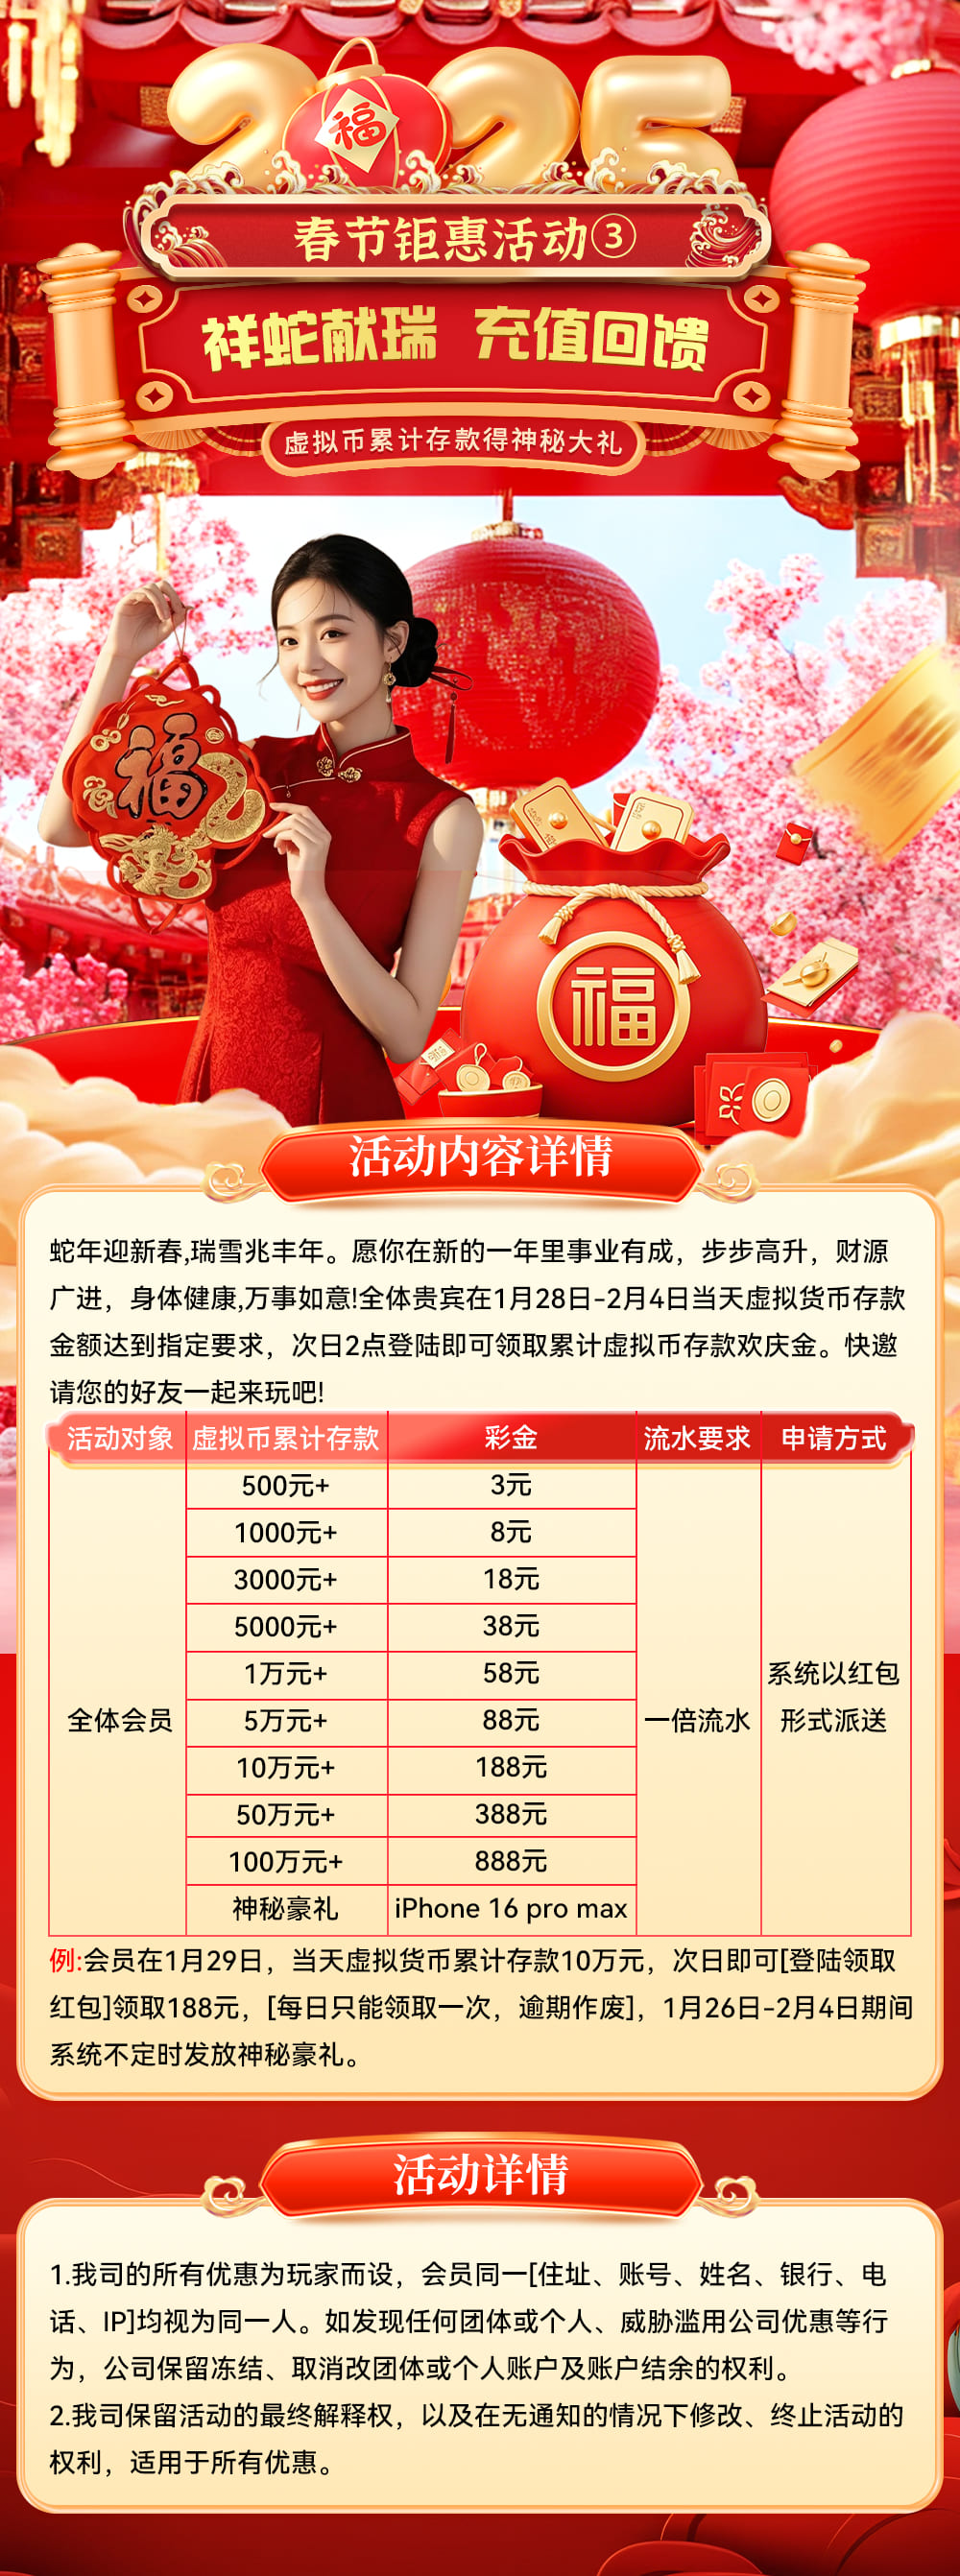 2025
福
春节钜惠活动③
祥蛇献瑞 充值回馈
虚拟币累计存款得神秘大礼
福
福
活动内容详情
蛇年迎新春,瑞雪兆丰年。愿你在新的一年里事业有成，步步高升，财源
广进，身体健康,万事如意!全体贵宾在1月28日-2月4日当天虚拟货币存款
金额达到指定要求，次日2点登陆即可领取累计虚拟币存款欢庆金。快邀
请您的好友一起来玩吧!
活动对象 虚拟币累计存款 彩金 流水要求 申请方式
500元+ 3元
1000元+ 8元
3000元+ 18元
5000元+ 38元
1万元+ 58元
系统以红包
全体会员 5万元+ 88元 一倍流水 形式派送
10万元+ 188元
50万元+ 388元
100万元+ 888元
神秘豪礼 iPhone 16 pro max
例:会员在1月29日，当天虚拟货币累计存款10万元，次日即可[登陆领取
红包]领取188元，[每日只能领取一次，逾期作废]，1月26日-2月4日期间
系统不定时发放神秘豪礼。
活动详情
1.我司的所有优惠为玩家而设，会员同一[住址、账号、姓名、银行、电
话、IP]均视为同一人。如发现任何团体或个人、威胁滥用公司优惠等行
为，公司保留冻结、取消改团体或个人账户及账户结余的权利。
2.我司保留活动的最终解释权，以及在无通知的情况下修改、终止活动的
权利，适用于所有优惠。